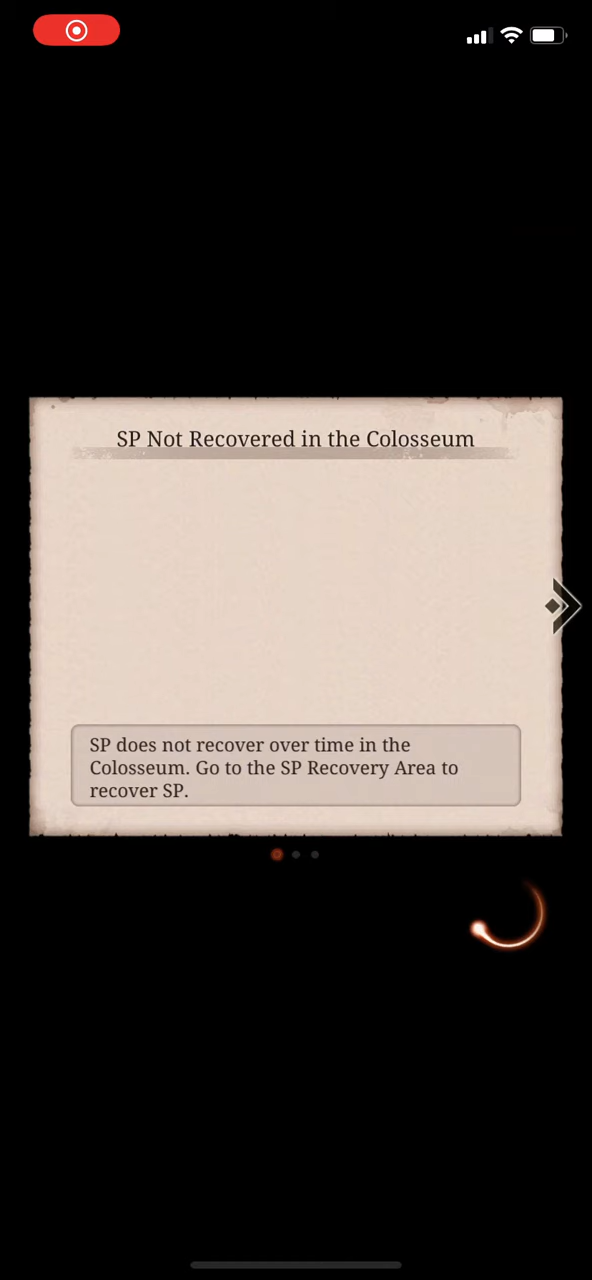 SP Not Recovered in the Colosseum
SP does not recover over time in the
Colosseum. Go to the SP Recovery Area to
recover SP.